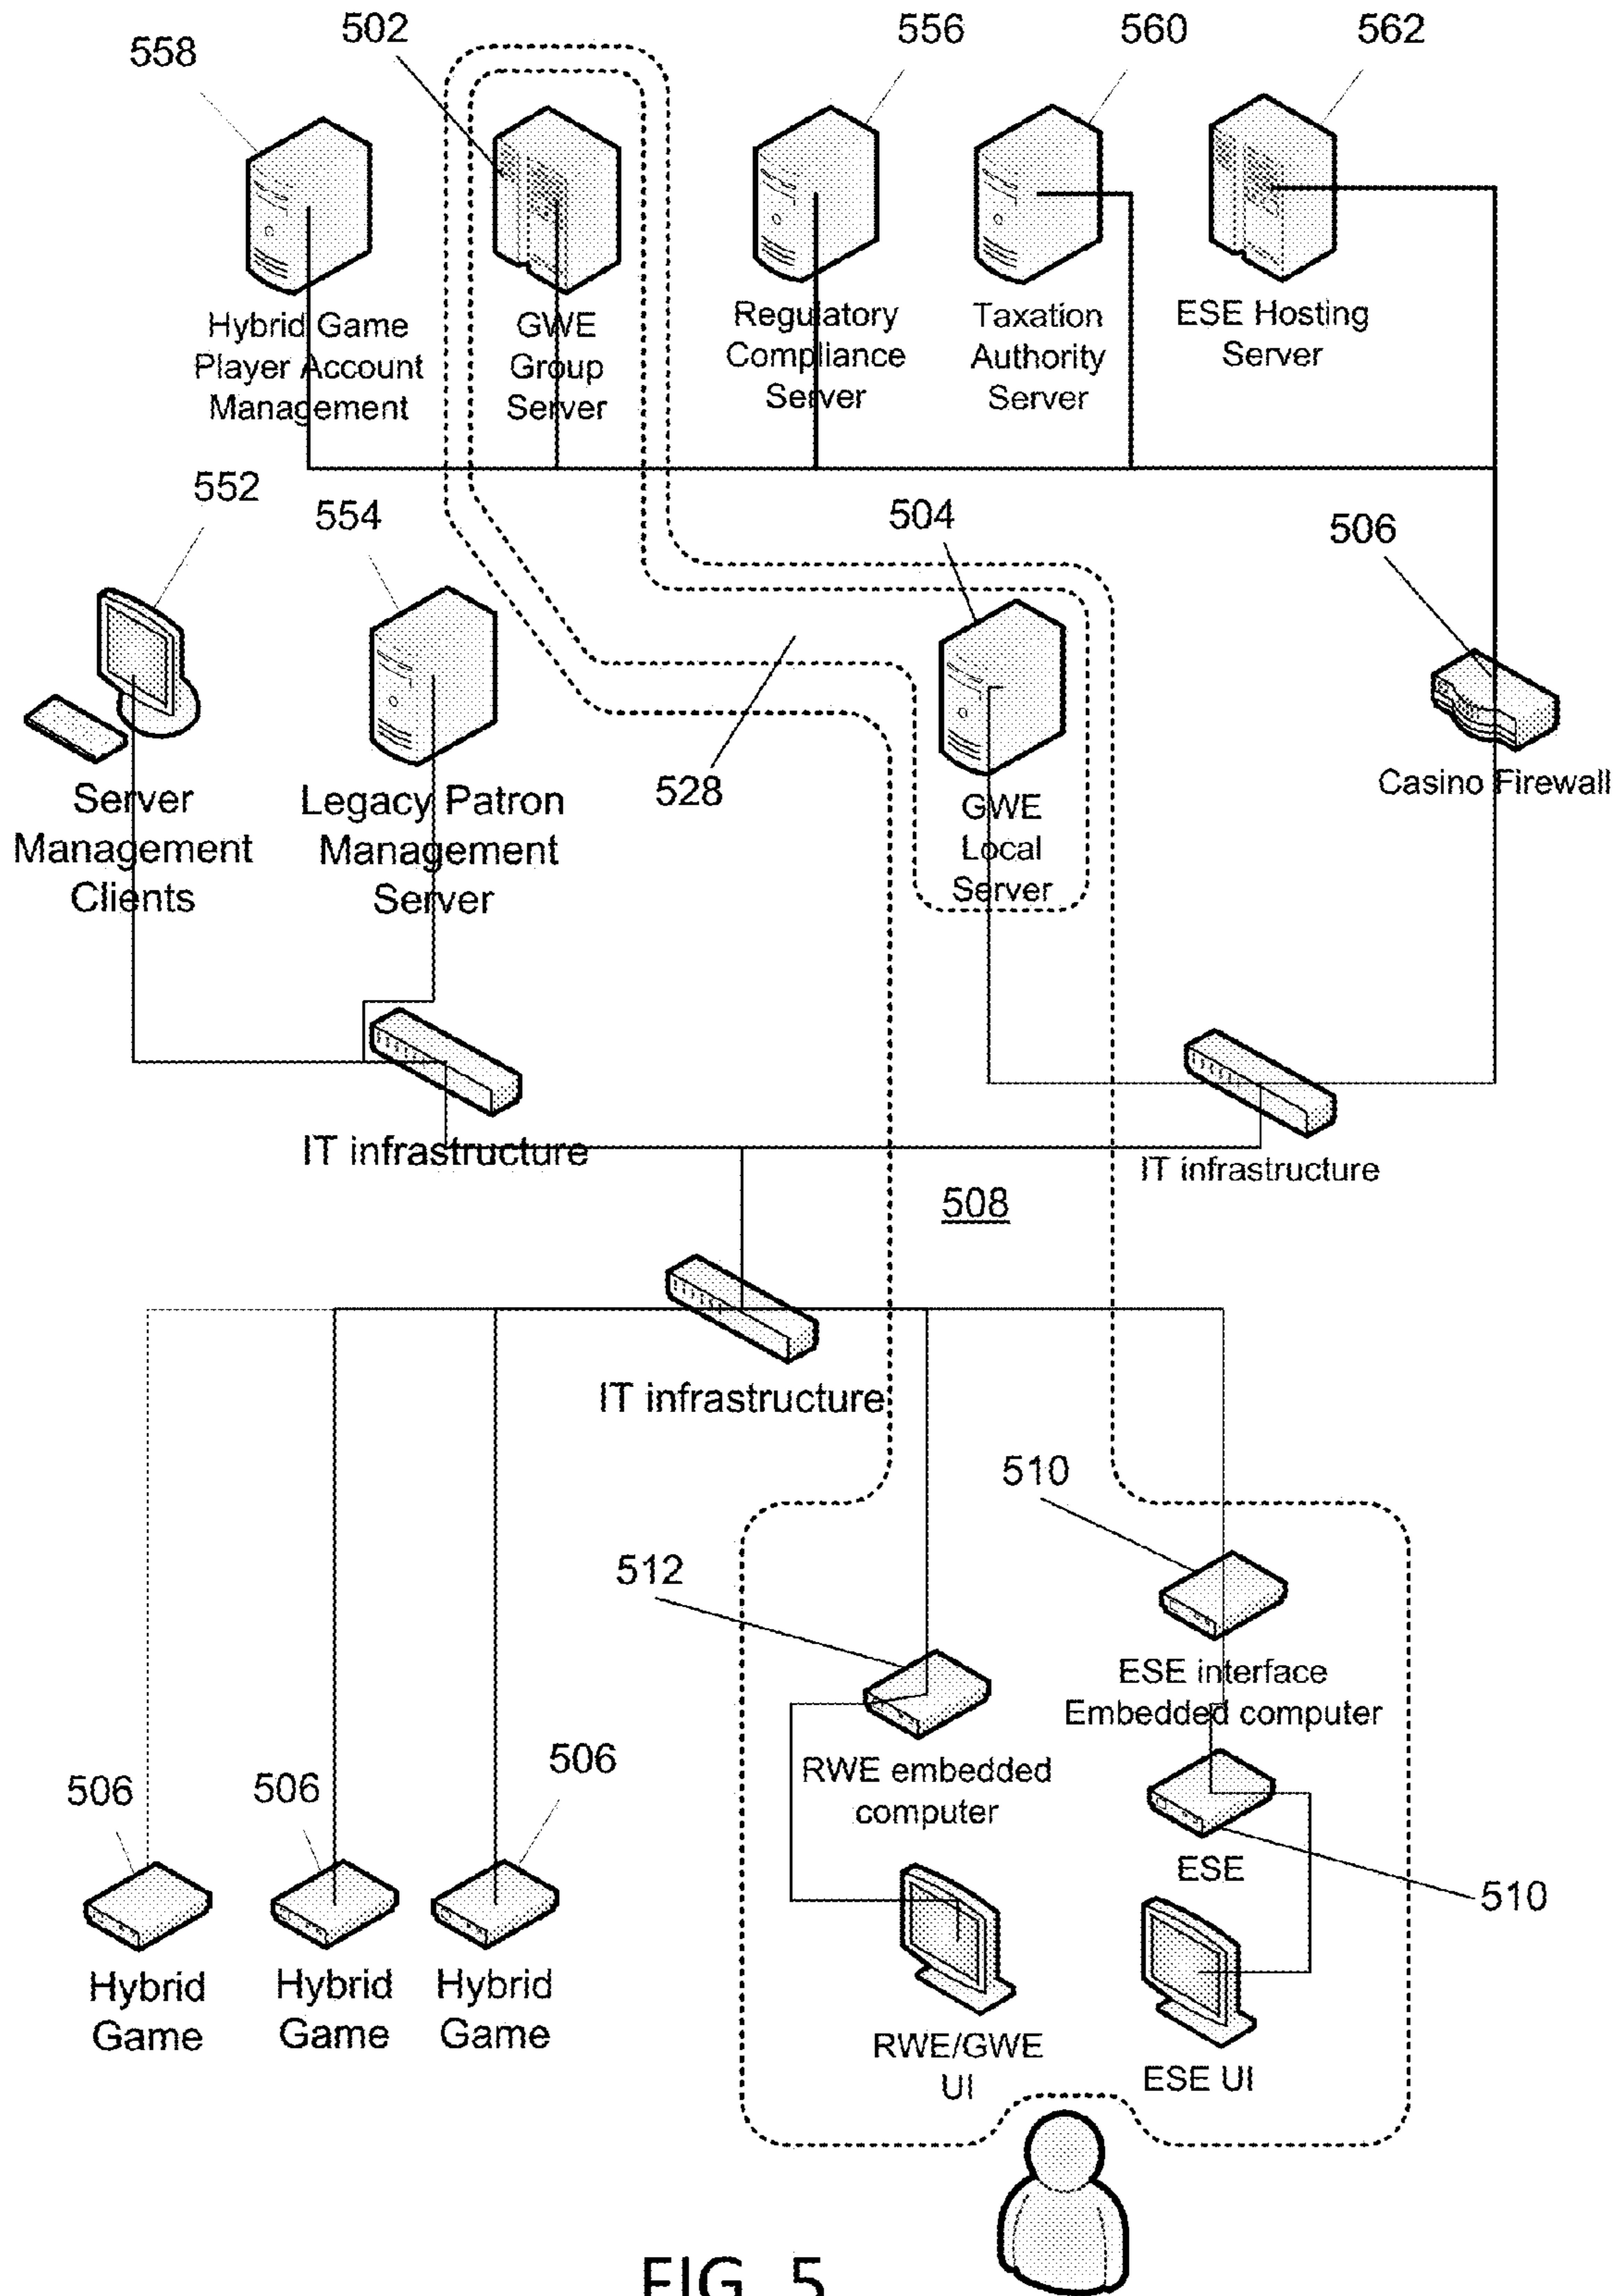 558
502
556
560
562
Hybrid Game
Player Account
Management
GWE
Group
Server
Regulatory
Compliance
Server
Taxation
Authority
Server
ESE Hosting
Server
552
554
504
506
528
Server
Management
Clients
Legacy Patron
Management
Server
GWE
Local
Server
Casino Firewall
IT infrastructure
IT infrastructure
508
IT infrastructure
510
512
ESE interface
Embedded computer
RWE embedded
computer
506
506
506
ESE
510
Hybrid
Game
Hybrid
Game
Hybrid
Game
RWE/GWE
UI
ESE UI
FIG. 5